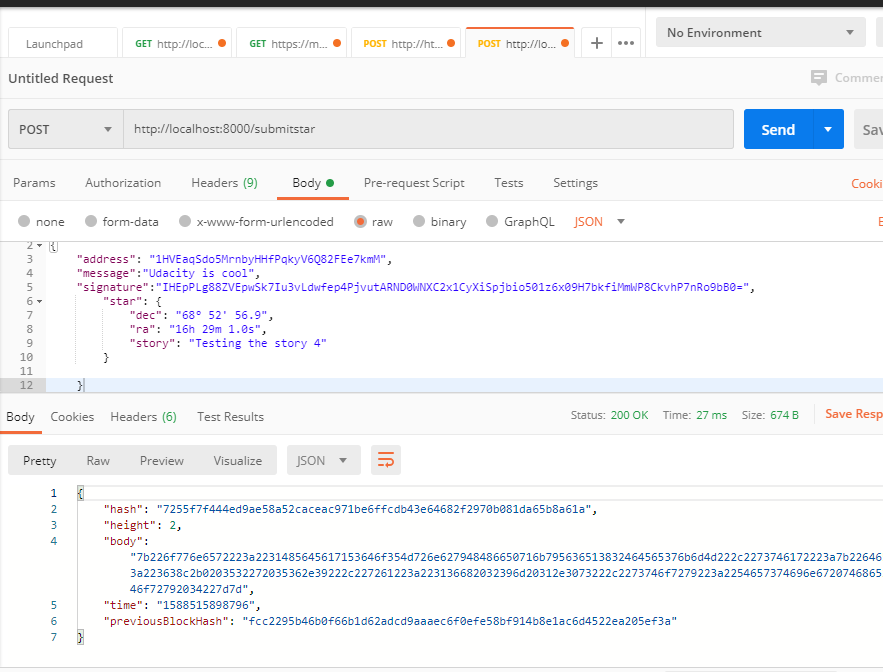 Launchpad GET http://loc... GET https://m... POST http://ht... POST http://lo... No Environment
Untitled Request Commen
POST http://localhost:8000/submitstar Send Sav
Params Authorization Headers (9) Body Pre-request Script Tests Settings Cooki
none form-data x-www-form-urlencoded raw binary GraphQL JSON
2 {
3 "address": "1HVEaqSdo5MrnbyHHfPqkyV6Q82FEe7kmM",
4 "message":"Udacity is cool",
5 "signature":"IHEpPLg88ZVEpwSk7Iu3vLdwfep4PjvutARND0WNXC2x1CyXiSpjbio501z6x09H7bkfiMmWP8CkvhP7nRo9bB0=",
6 "star": {
7 "dec": "68° 52' 56.9",
8 "ra": "16h 29m 1.0s",
9 "story": "Testing the story 4"
10 }
11
12 }
Body Cookies Headers (6) Test Results Status: 200 OK Time: 27 ms Size: 674 B Save Resp
Pretty Raw Preview Visualize JSON
1 {
2 "hash": "7255f7f444ed9ae58a52caceac971be6ffcdb43e64682f2970b081da65b8a61a",
3 "height": 2,
4 "body":
"7b226f776e6572223a2231485645617153646f354d726e627948486650716b795636513832464565376b6d4d222c2273746172223a7b22646
3a223638c2b0203532272035362e39222c227261223a223136682032396d20312e3073222c2273746f7279223a2254657374696e6720746865
46f72792034227d7d",
5 "time": "1588515898796",
6 "previousBlockHash": "fcc2295b46b0f66b1d62adcd9aaaec6f0efe58bf914b8e1ac6d4522ea205ef3a"
7 }